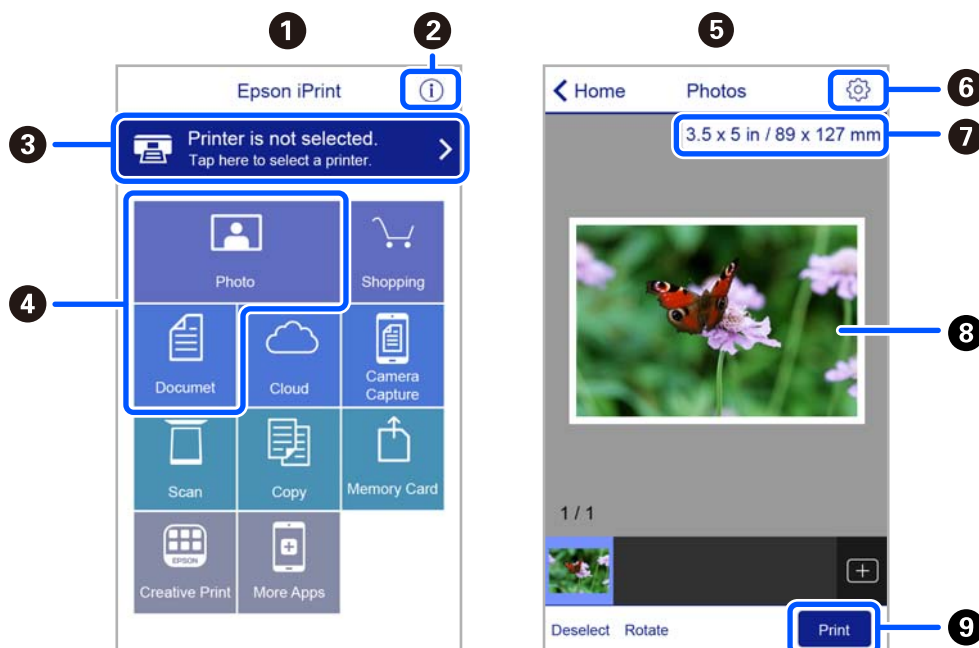 1
2
Epson iPrint
3
Printer is not selected.
Tap here to select a printer.
4
Photo
Shopping
Documet
Cloud
Camera
Capture
Scan
Copy
Memory Card
EPSON
Creative Print
More Apps
5
Home
Photos
6
3.5 x 5 in / 89 x 127 mm
7
8
1 / 1
Deselect
Rotate
Print
9